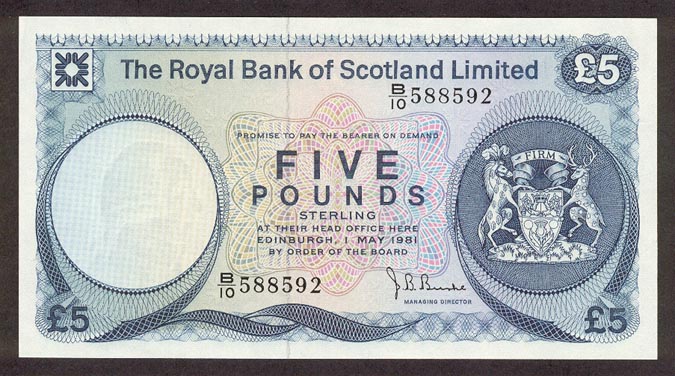 The Royal Bank of Scotland Limited
£5
B/10 588592
PROMISE TO PAY THE BEARER ON DEMAND
FIVE
POUNDS
STERLING
AT THEIR HEAD OFFICE HERE
EDINBURGH, 1 MAY 1981
BY ORDER OF THE BOARD
FIRM
B/10 588592
MANAGING DIRECTOR
£5
£5